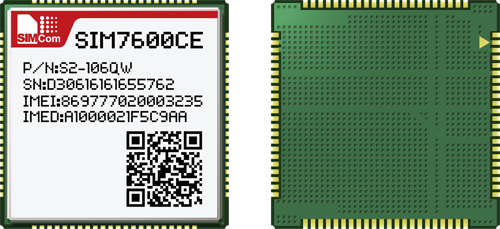 SIMCom
SIM7600CE
P/N:S2-106QW
SN:D30616161655762
IMEI:869777020003235
IMED:A1000021F5C9AA